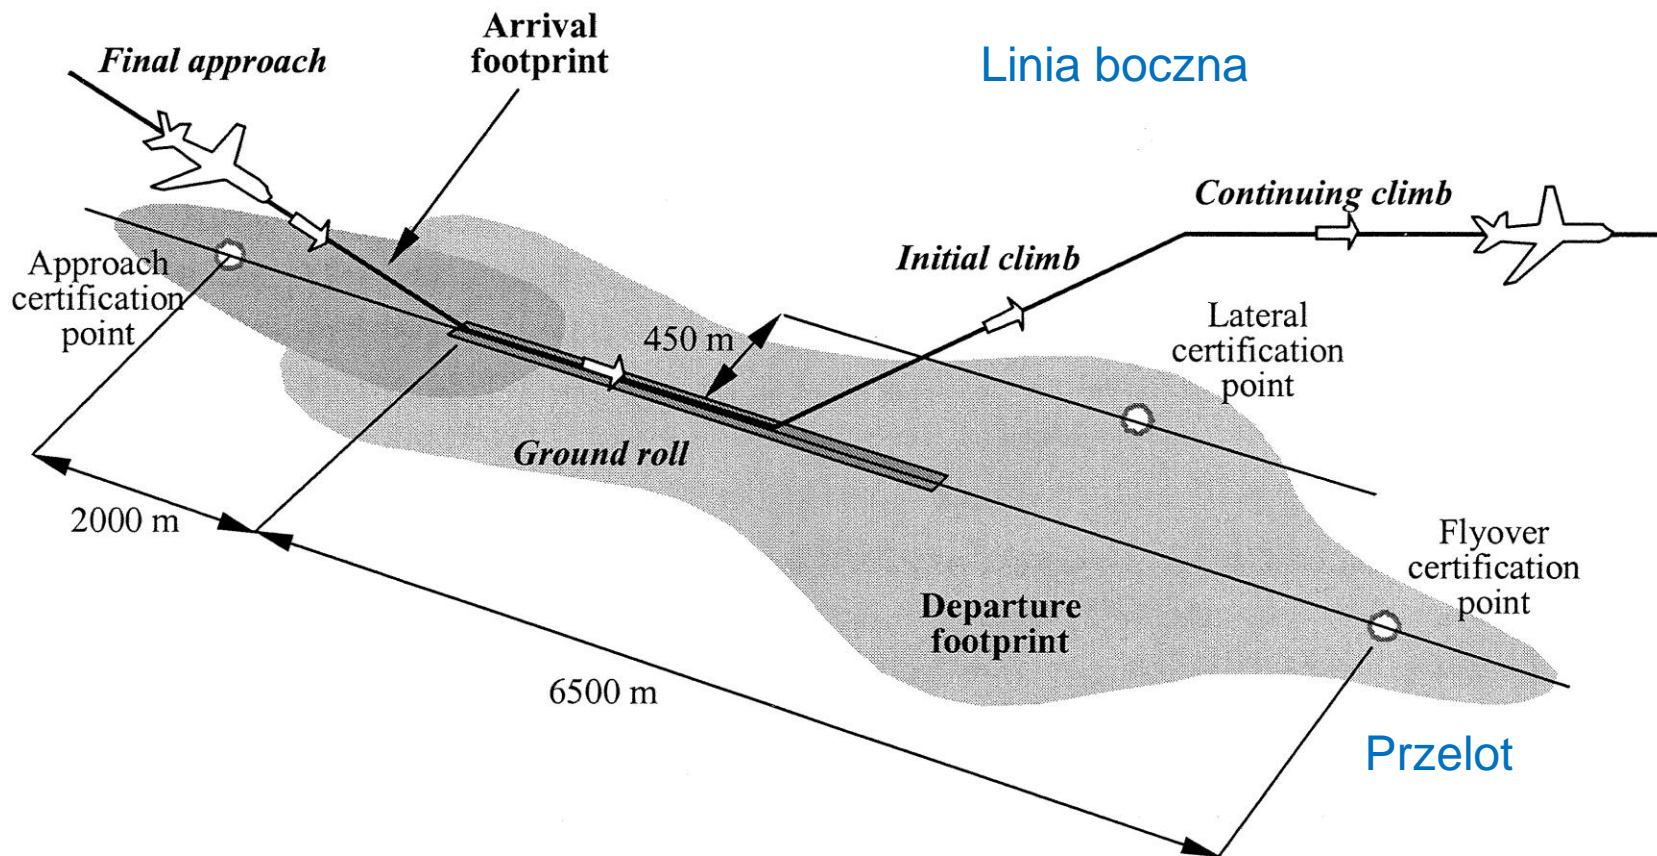 Arrival
footprint
Final approach
Linia boczna
Continuing climb
Initial climb
Approach
certification
point
450 m
Lateral
certification
point
Ground roll
2000 m
Flyover
certification
point
Departure
footprint
6500 m
Przelot